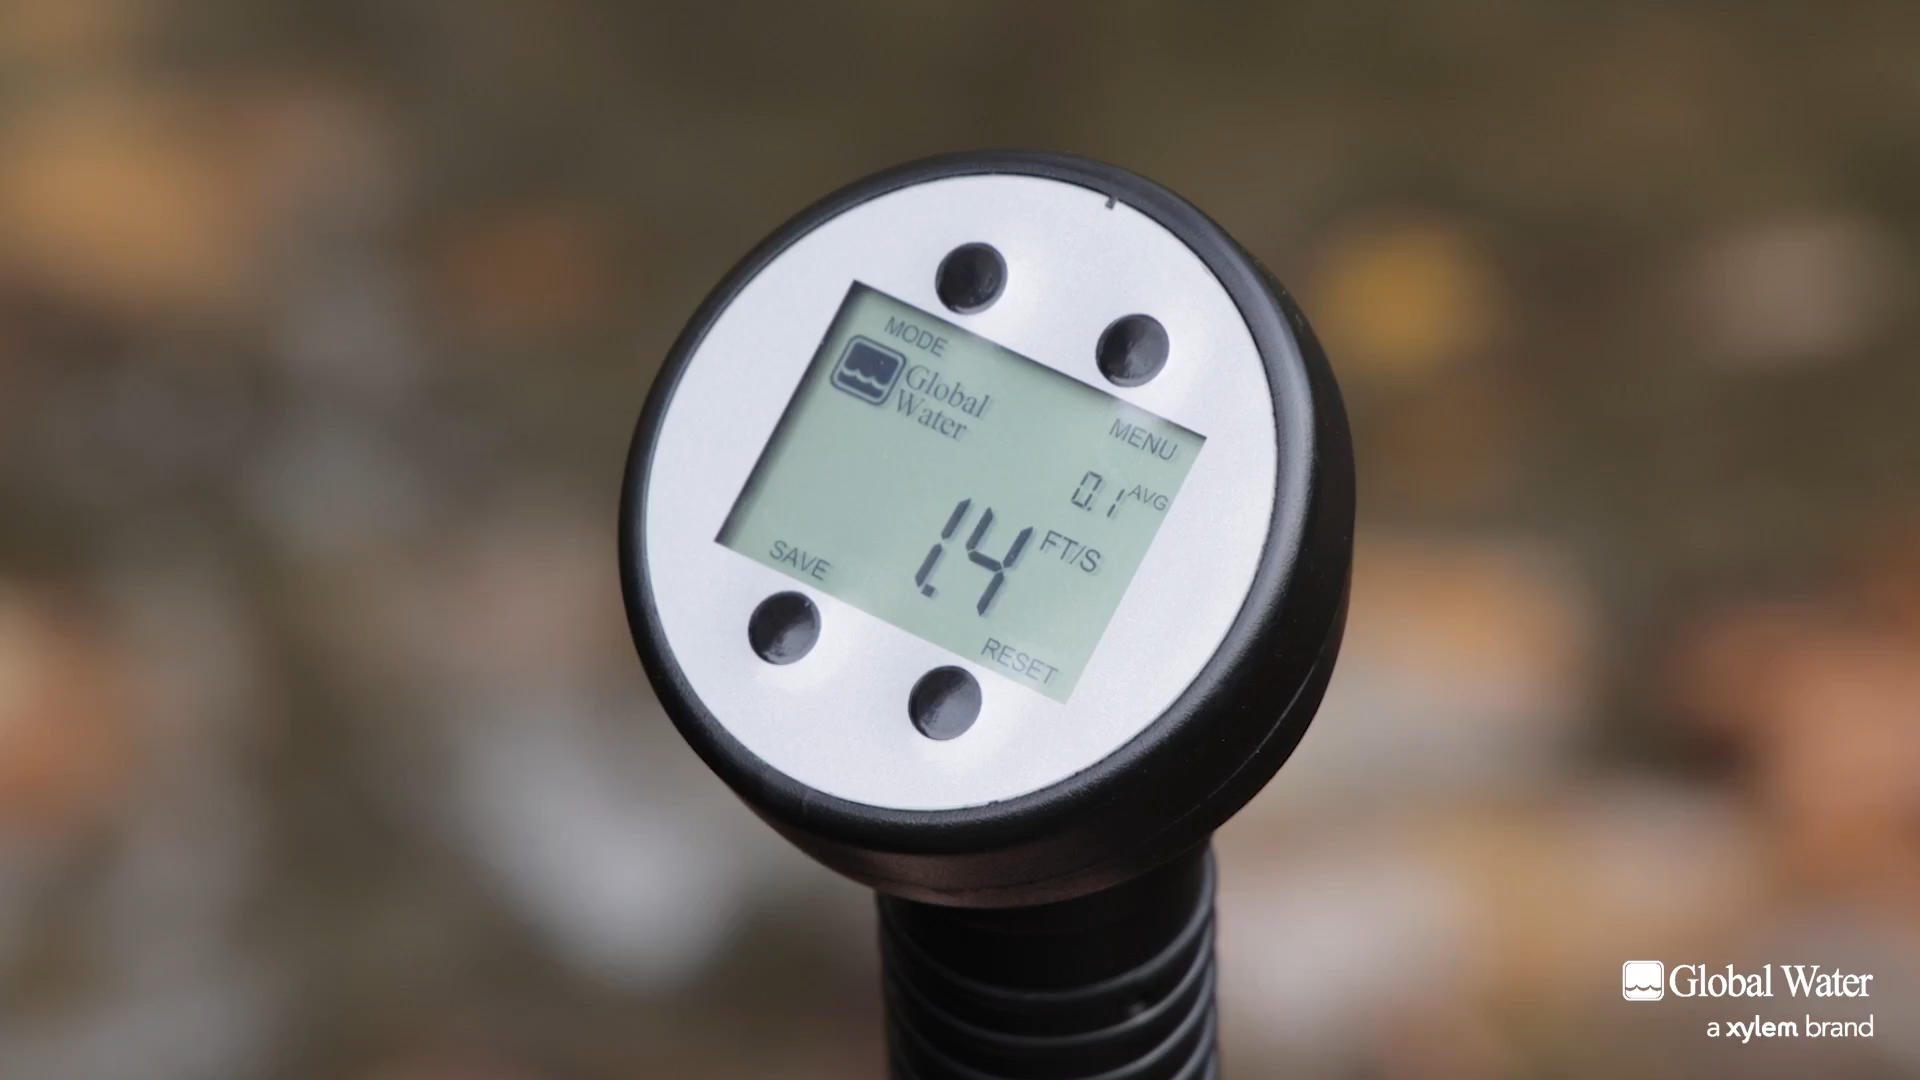 MODE
Global
Water
MENU
0.1 AVG
1.4 FT/S
SAVE
RESET
Global Water
a xylem brand